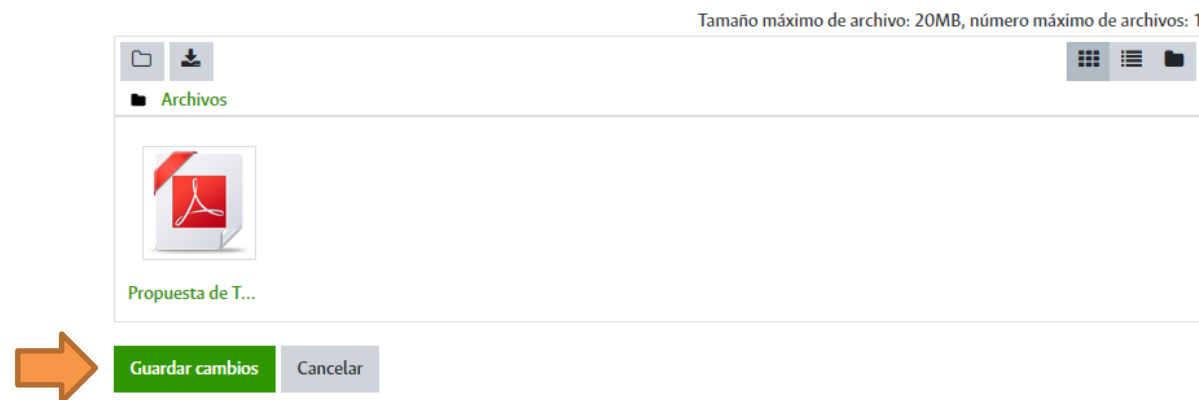 Tamaño máximo de archivo: 20MB, número máximo de archivos: 1
Archivos
Propuesta de T...
Guardar cambios Cancelar